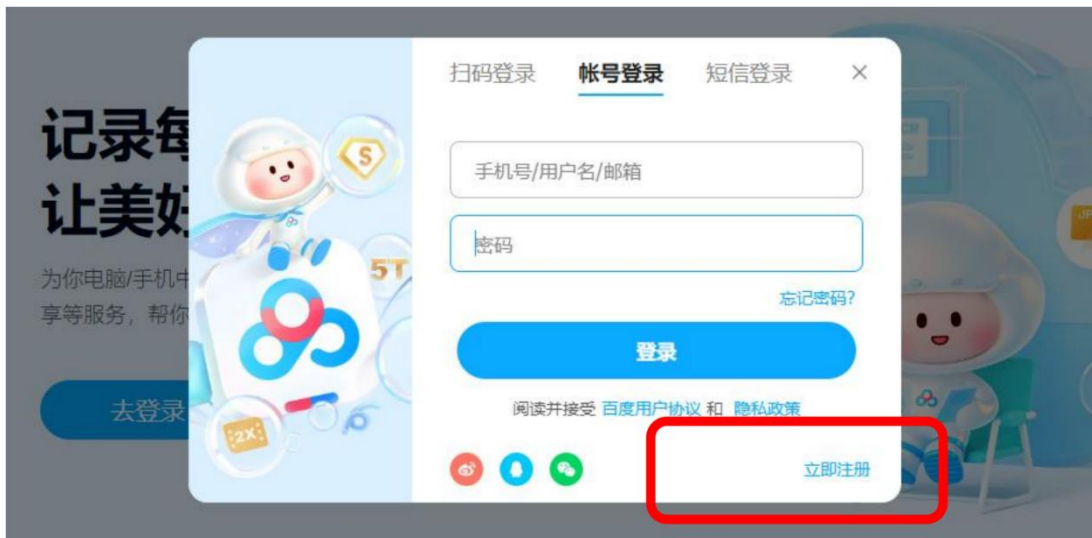 扫码登录 帐号登录 短信登录 ×
记录每
让美好
手机号/用户名/邮箱
S
密码
5T
为你电脑/手机中
享等服务，帮你
忘记密码?
登录
去登录
阅读并接受 百度用户协议 和 隐私政策
2X
立即注册